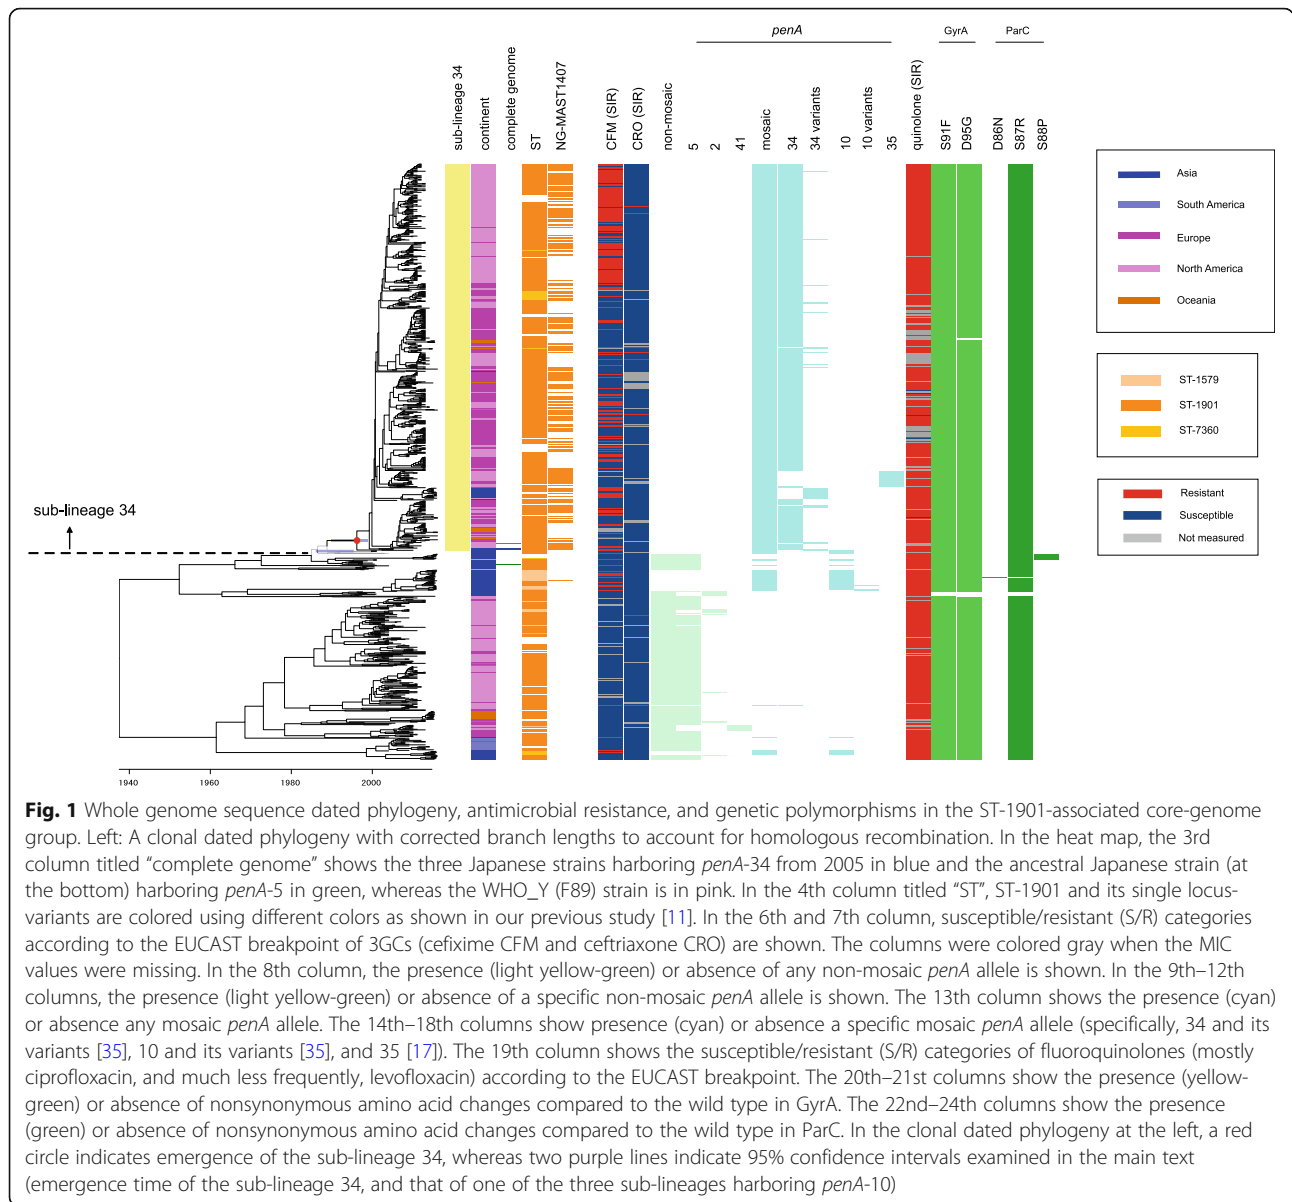 penA
GyrA
ParC
sub-lineage 34
continent
complete genome
ST
NG-MAST1407
CFM (SIR)
CRO (SIR)
non-mosaic
5
2
41
mosaic
34
34 variants
10
10 variants
35
quinolone (SIR)
S91F
D95G
D86N
S87R
S88P
Asia
South America
Europe
North America
Oceania
ST-1579
ST-1901
ST-7360
Resistant
Susceptible
Not measured
sub-lineage 34
1940
1960
1980
2000
Fig. 1 Whole genome sequence dated phylogeny, antimicrobial resistance, and genetic polymorphisms in the ST-1901-associated core-genome
group. Left: A clonal dated phylogeny with corrected branch lengths to account for homologous recombination. In the heat map, the 3rd
column titled “complete genome” shows the three Japanese strains harboring penA-34 from 2005 in blue and the ancestral Japanese strain (at
the bottom) harboring penA-5 in green, whereas the WHO_Y (F89) strain is in pink. In the 4th column titled “ST”, ST-1901 and its single locus-
variants are colored using different colors as shown in our previous study [11]. In the 6th and 7th column, susceptible/resistant (S/R) categories
according to the EUCAST breakpoint of 3GCs (cefixime CFM and ceftriaxone CRO) are shown. The columns were colored gray when the MIC
values were missing. In the 8th column, the presence (light yellow-green) or absence of any non-mosaic penA allele is shown. In the 9th–12th
columns, the presence (light yellow-green) or absence of a specific non-mosaic penA allele is shown. The 13th column shows the presence (cyan)
or absence any mosaic penA allele. The 14th–18th columns show presence (cyan) or absence a specific mosaic penA allele (specifically, 34 and its
variants [35], 10 and its variants [35], and 35 [17]). The 19th column shows the susceptible/resistant (S/R) categories of fluoroquinolones (mostly
ciprofloxacin, and much less frequently, levofloxacin) according to the EUCAST breakpoint. The 20th–21st columns show the presence (yellow-
green) or absence of nonsynonymous amino acid changes compared to the wild type in GyrA. The 22nd–24th columns show the presence
(green) or absence of nonsynonymous amino acid changes compared to the wild type in ParC. In the clonal dated phylogeny at the left, a red
circle indicates emergence of the sub-lineage 34, whereas two purple lines indicate 95% confidence intervals examined in the main text
(emergence time of the sub-lineage 34, and that of one of the three sub-lineages harboring penA-10)